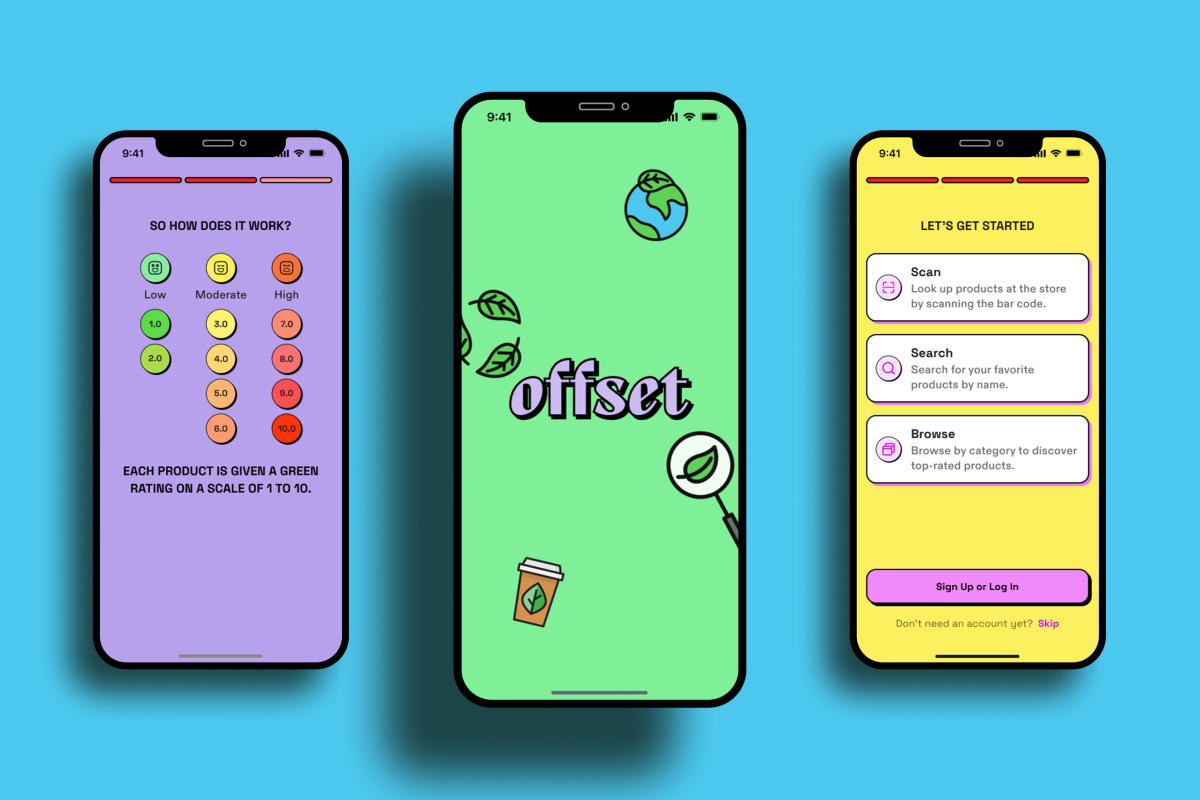 9:41
SO HOW DOES IT WORK?
Low
Moderate
High
1.0
3.0
7.0
2.0
4.0
8.0
5.0
9.0
6.0
10.0
EACH PRODUCT IS GIVEN A GREEN
RATING ON A SCALE OF 1 TO 10.
9:41
offset
9:41
LET'S GET STARTED
Scan
Look up products at the store
by scanning the bar code.
Search
Search for your favorite
products by name.
Browse
Browse by category to discover
top-rated products.
Sign Up or Log In
Don't need an account yet? Skip